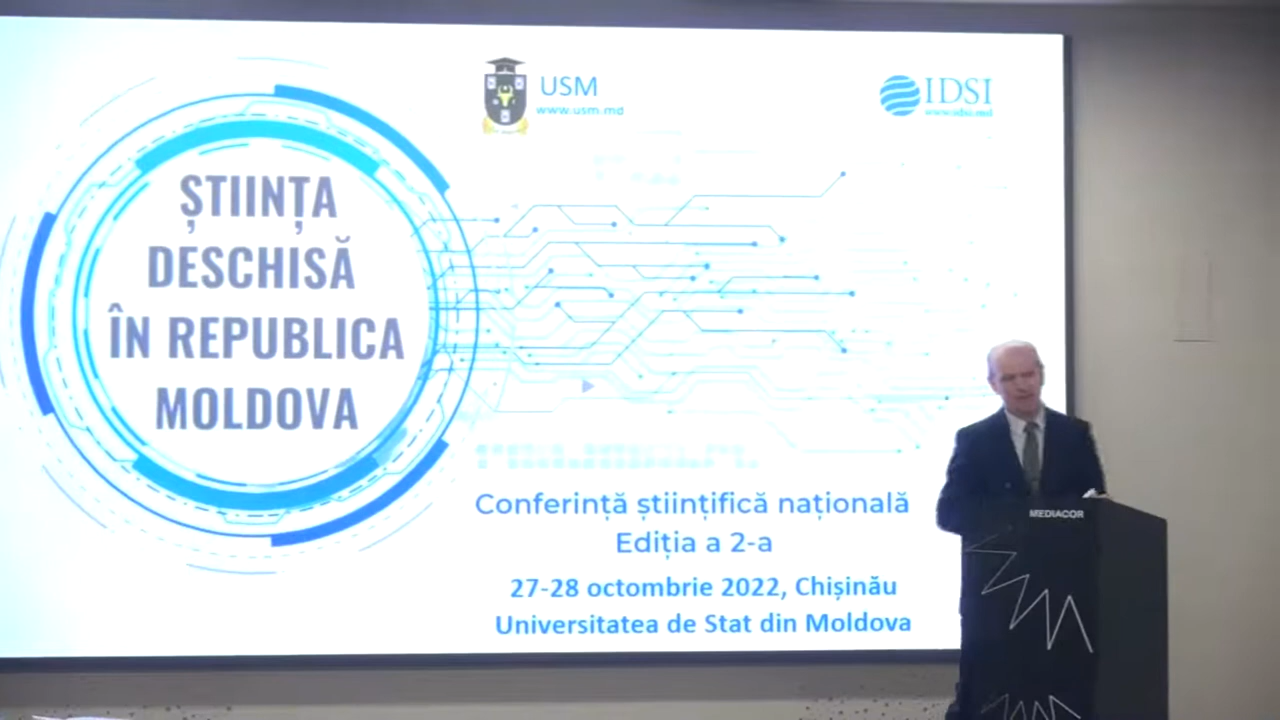 USM
www.usm.md
IDSI
www.idsi.md
ȘTIINȚA
DESCHISĂ
ÎN REPUBLICA
MOLDOVA
Conferință științifică națională
Ediția a 2-a
27-28 octombrie 2022, Chișinău
Universitatea de Stat din Moldova
MEDIACOR